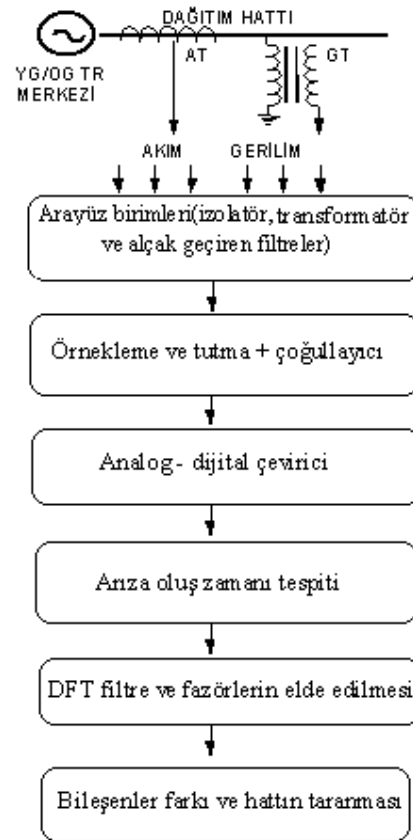 DAĞITIM HATTI
AT
GT
YG/OG TR
MERKEZİ
AKIM
GERİLİM
Arayüz birimleri(izolatör, transformatör
ve alçak geçiren filtreler)
Örnekleme ve tutma + çoğullayıcı
Analog- dijital çevirici
Arıza oluş zamanı tespiti
DFT filtre ve fazörlerin elde edilmesi
Bileşenler farkı ve hattın taranması